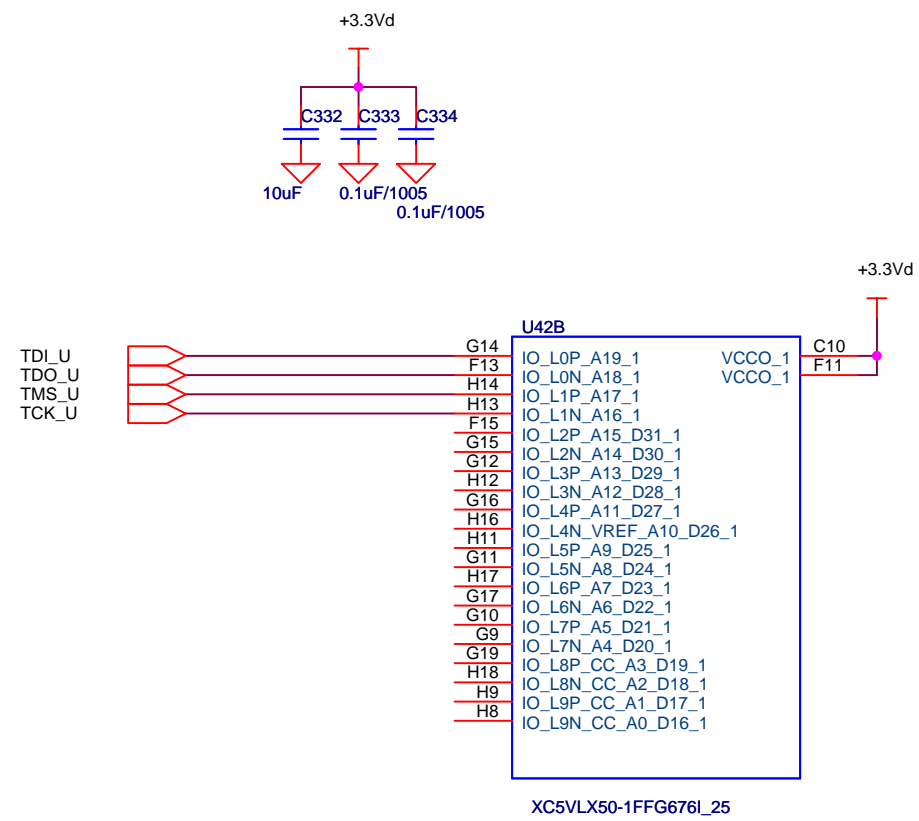 +3.3Vd
C332 C333 C334
10uF 0.1uF/1005
0.1uF/1005
+3.3Vd
U42B
TDI_U G14 IO_L0P_A19_1 VCCO_1 C10
TDO_U F13 IO_L0N_A18_1 VCCO_1 F11
TMS_U H14 IO_L1P_A17_1
TCK_U H13 IO_L1N_A16_1
F15 IO_L2P_A15_D31_1
G15 IO_L2N_A14_D30_1
G12 IO_L3P_A13_D29_1
H12 IO_L3N_A12_D28_1
G16 IO_L4P_A11_D27_1
H16 IO_L4N_VREF_A10_D26_1
H11 IO_L5P_A9_D25_1
G11 IO_L5N_A8_D24_1
H17 IO_L6P_A7_D23_1
G17 IO_L6N_A6_D22_1
G10 IO_L7P_A5_D21_1
G9 IO_L7N_A4_D20_1
G19 IO_L8P_CC_A3_D19_1
H18 IO_L8N_CC_A2_D18_1
H9 IO_L9P_CC_A1_D17_1
H8 IO_L9N_CC_A0_D16_1
XC5VLX50-1FFG676I_25